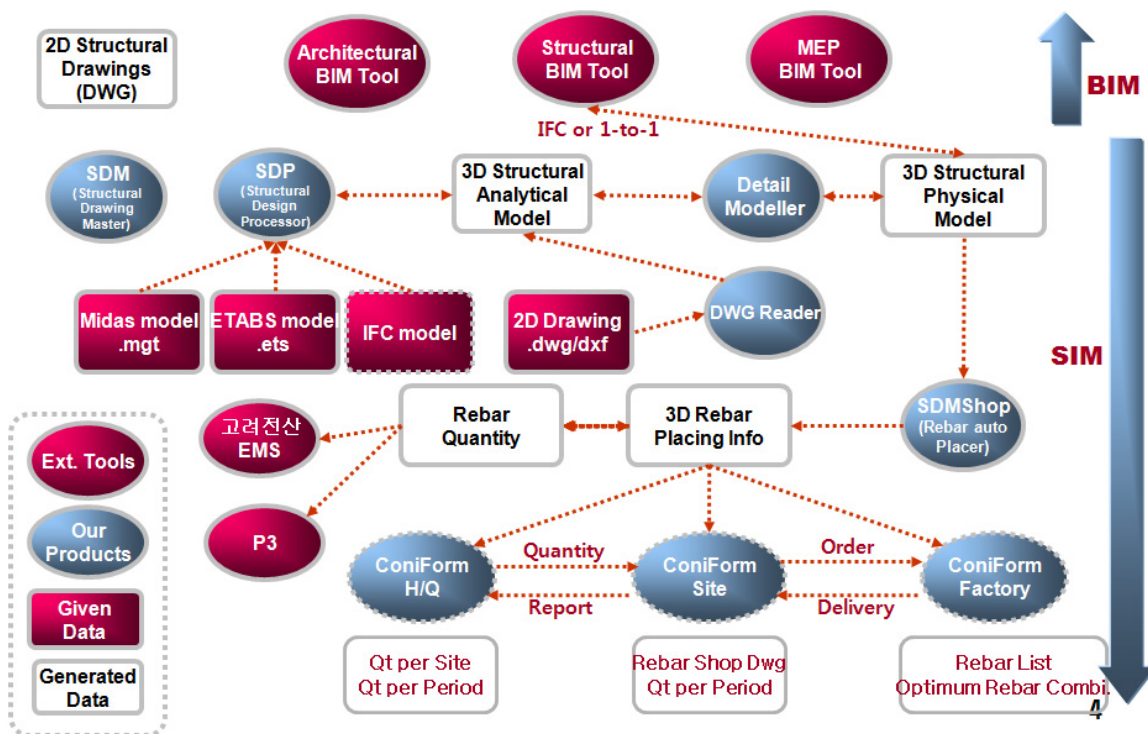 2D Structural
Drawings
(DWG)
Architectural
BIM Tool
Structural
BIM Tool
MEP
BIM Tool
BIM
IFC or 1-to-1
SDM
(Structural
Drawing
Master)
SDP
(Structural
Design
Processor)
3D Structural
Analytical
Model
Detail
Modeller
3D Structural
Physical
Model
Midas model
.mgt
ETABS model
.ets
IFC model
2D Drawing
.dwg/dxf
DWG Reader
SIM
Ext. Tools
Our
Products
Given
Data
Generated
Data
고려전산
EMS
P3
Rebar
Quantity
3D Rebar
Placing Info
SDMShop
(Rebar auto
Placer)
ConiForm
H/Q
Quantity
Report
ConiForm
Site
Order
Delivery
ConiForm
Factory
Qt per Site
Qt per Period
Rebar Shop Dwg
Qt per Period
Rebar List
Optimum Rebar Combi.
4